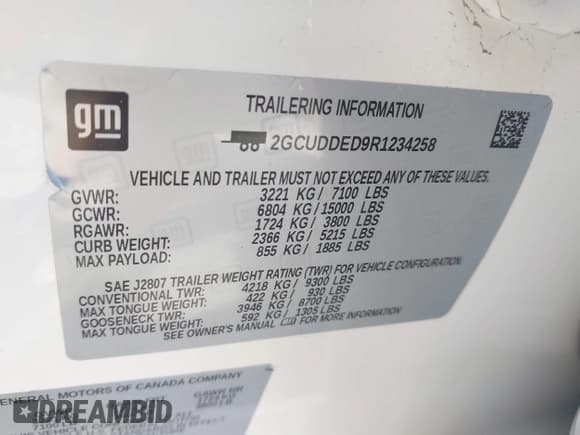 gm
TRAILERING INFORMATION
2GCUDDED9R1234258
VEHICLE AND TRAILER MUST NOT EXCEED ANY OF THESE VALUES.
GVWR: 3221 KG / 7100 LBS
GCWR: 6804 KG / 15000 LBS
RGAWR: 1724 KG / 3800 LBS
CURB WEIGHT: 2366 KG / 5215 LBS
MAX PAYLOAD: 855 KG / 1885 LBS
SAE J2807 TRAILER WEIGHT RATING (TWR) FOR VEHICLE CONFIGURATION.
CONVENTIONAL TWR: 4218 KG / 9300 LBS
MAX TONGUE WEIGHT: 422 KG / 930 LBS
GOOSENECK TWR: 3946 KG / 8700 LBS
MAX TONGUE WEIGHT: 592 KG / 1305 LBS
SEE OWNER'S MANUAL FOR MORE INFORMATION
GENERAL MOTORS OF CANADA COMPANY
GAWR RR
7100 L
DREAMBID